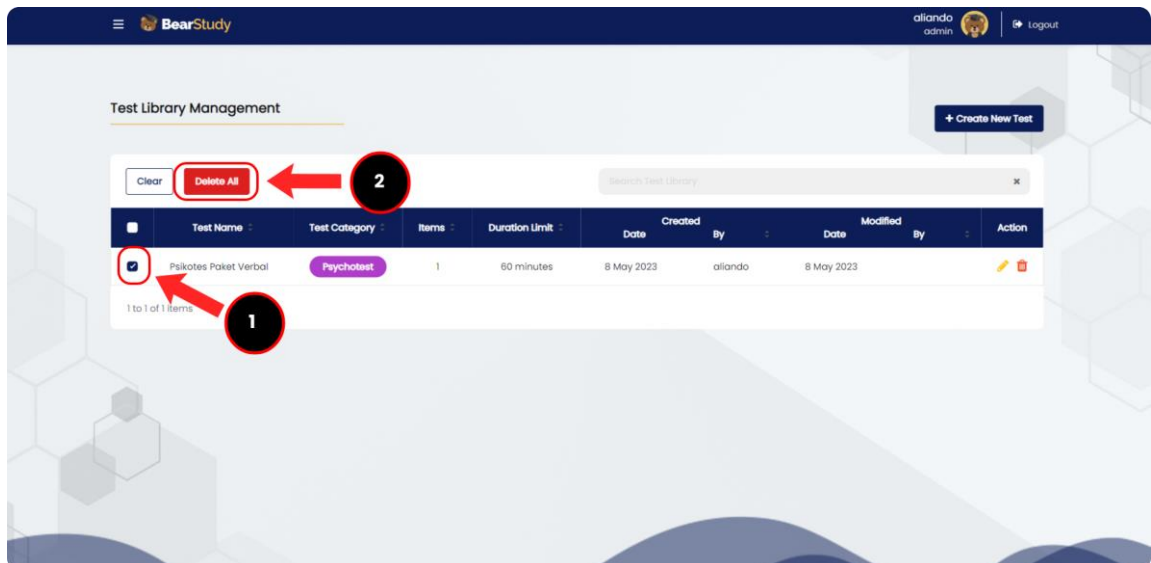 BearStudy
aliando
admin
Logout
Test Library Management
+ Create New Test
Clear
Delete All
2
Search Test Library
Test Name
Test Category
Items
Duration Limit
Created
Date
By
Modified
Date
By
Action
Psikotes Paket Verbal
Psychotest
1
60 minutes
8 May 2023
aliando
8 May 2023
1 to 1 of 1 items
1